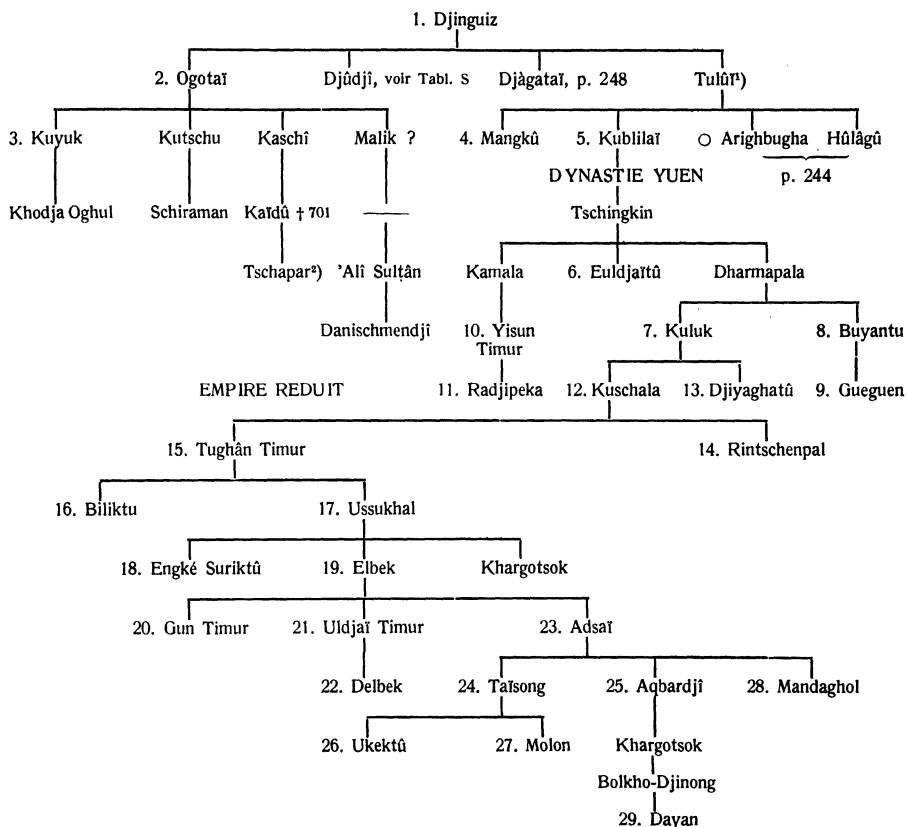 1. Djinguiz
2. Ogotaï Djûdjî, voir Tabl. S Djàgataï, p. 248 Tulûï¹)
3. Kuyuk Kutschu Kaschî Malik ? 4. Mangkû 5. Kublilaï ○ Arighbugha Hûlâgû
DYNASTIE YUEN p. 244
Khodja Oghul Schiraman Kaïdû † 701 Tschingkin
Tschapar²) 'Alî Sulṭân Kamala 6. Euldjaïtû Dharmapala
Danischmendjî 10. Yisun 7. Kuluk 8. Buyantu
Timur
EMPIRE REDUIT 11. Radjipeka 12. Kuschala 13. Djiyaghatû 9. Gueguen
15. Tughân Timur 14. Rintschenpal
16. Biliktu 17. Ussukhal
18. Engké Suriktû 19. Elbek Khargotsok
20. Gun Timur 21. Uldjaï Timur 23. Adsaï
22. Delbek 24. Taïsong 25. Aqbardjî 28. Mandaghol
26. Ukektû 27. Molon Khargotsok
Bolkho-Djinong
29. Dayan